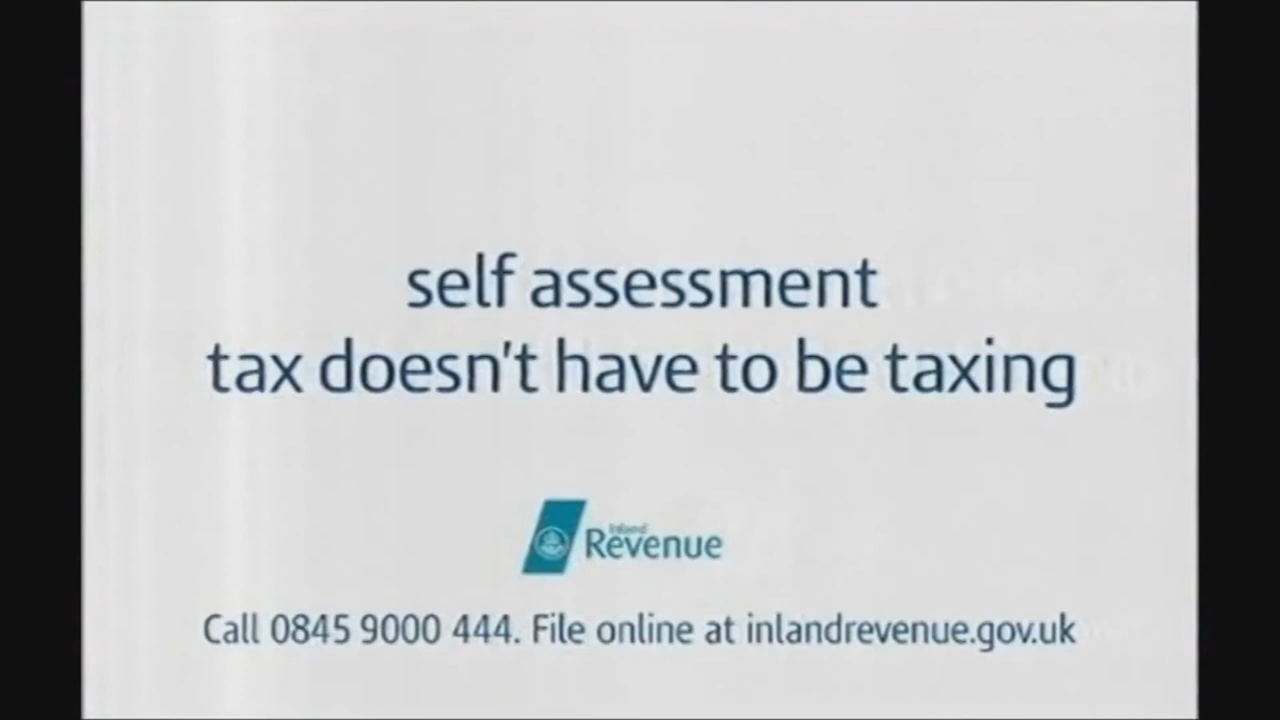 self assessment
tax doesn't have to be taxing
Inland
Revenue
Call 0845 9000 444. File online at inlandrevenue.gov.uk